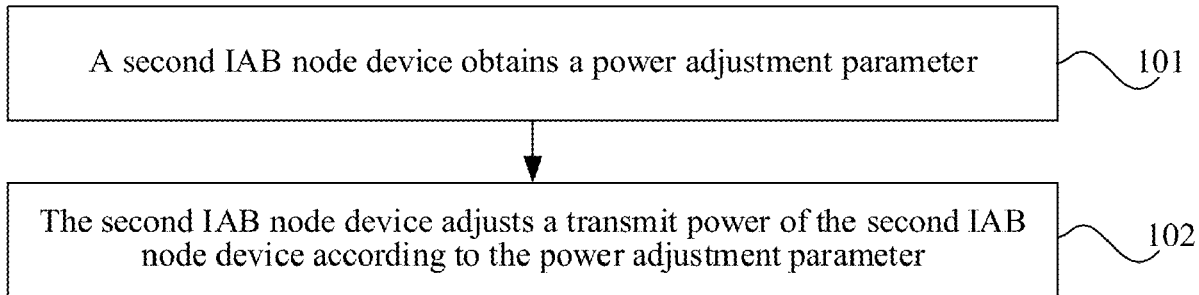 A second IAB node device obtains a power adjustment parameter
101
The second IAB node device adjusts a transmit power of the second IAB
node device according to the power adjustment parameter
102